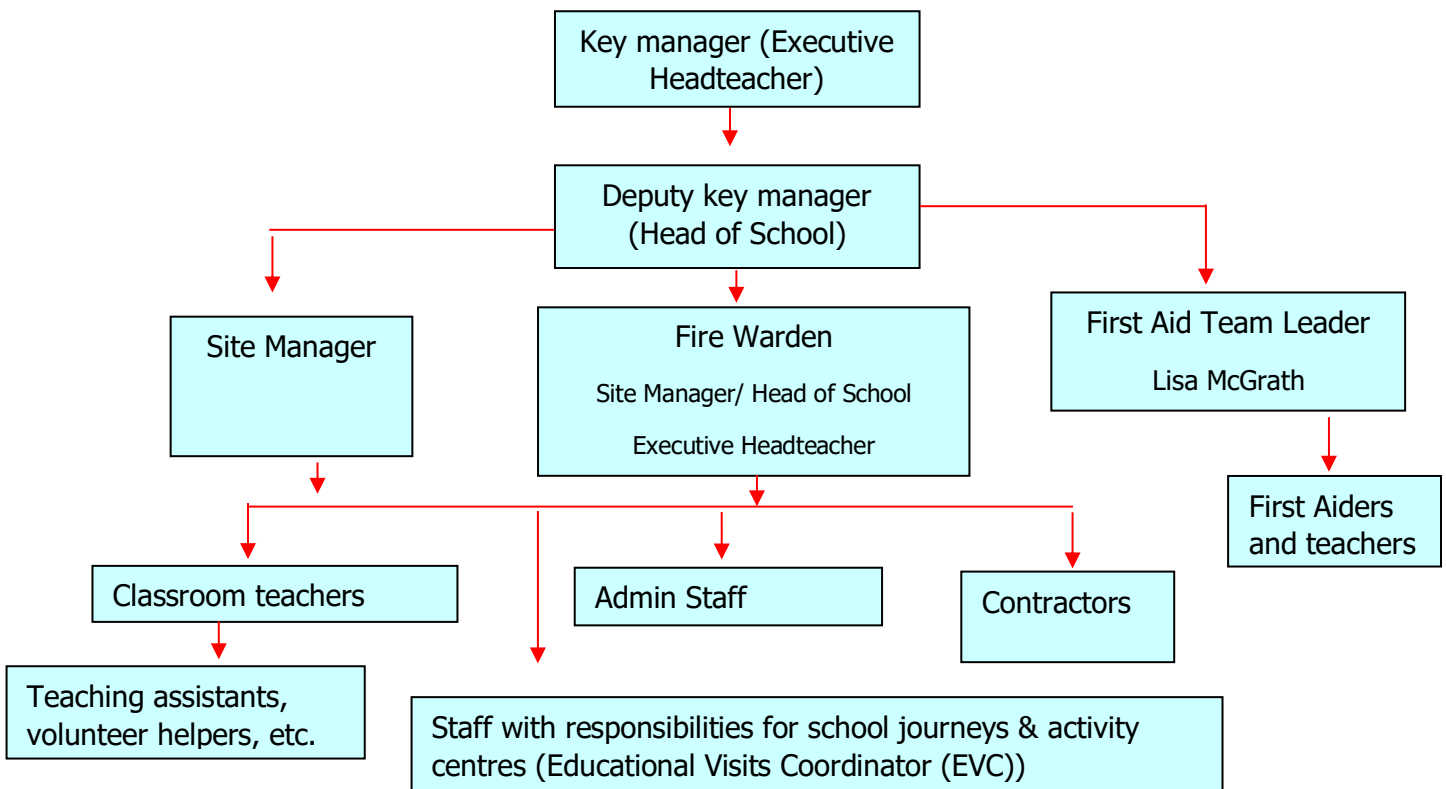 Key manager (Executive
Headteacher)
Deputy key manager
(Head of School)
Site Manager
Fire Warden
Site Manager/ Head of School
Executive Headteacher
First Aid Team Leader
Lisa McGrath
First Aiders
and teachers
Classroom teachers
Admin Staff
Contractors
Teaching assistants,
volunteer helpers, etc.
Staff with responsibilities for school journeys & activity
centres (Educational Visits Coordinator (EVC))